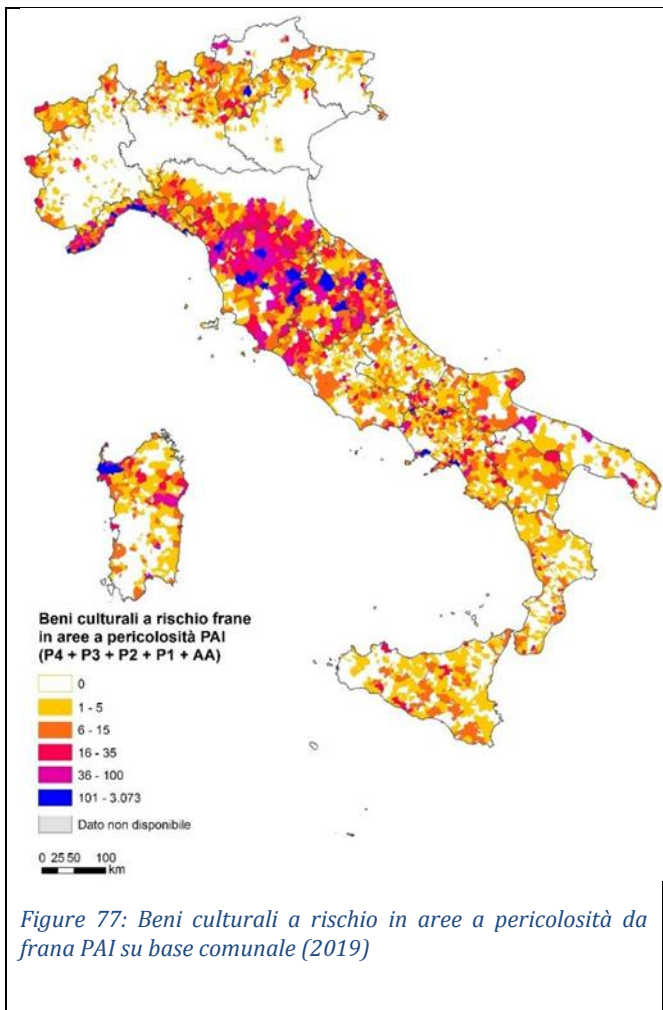 Beni culturali a rischio frane
in aree a pericolosità PAI
(P4 + P3 + P2 + P1 + AA)
0
1 - 5
6 - 15
16 - 35
36 - 100
101 - 3.073
Dato non disponibile
0 25 50 100
km
Figure 77: Beni culturali a rischio in aree a pericolosità da
frana PAI su base comunale (2019)